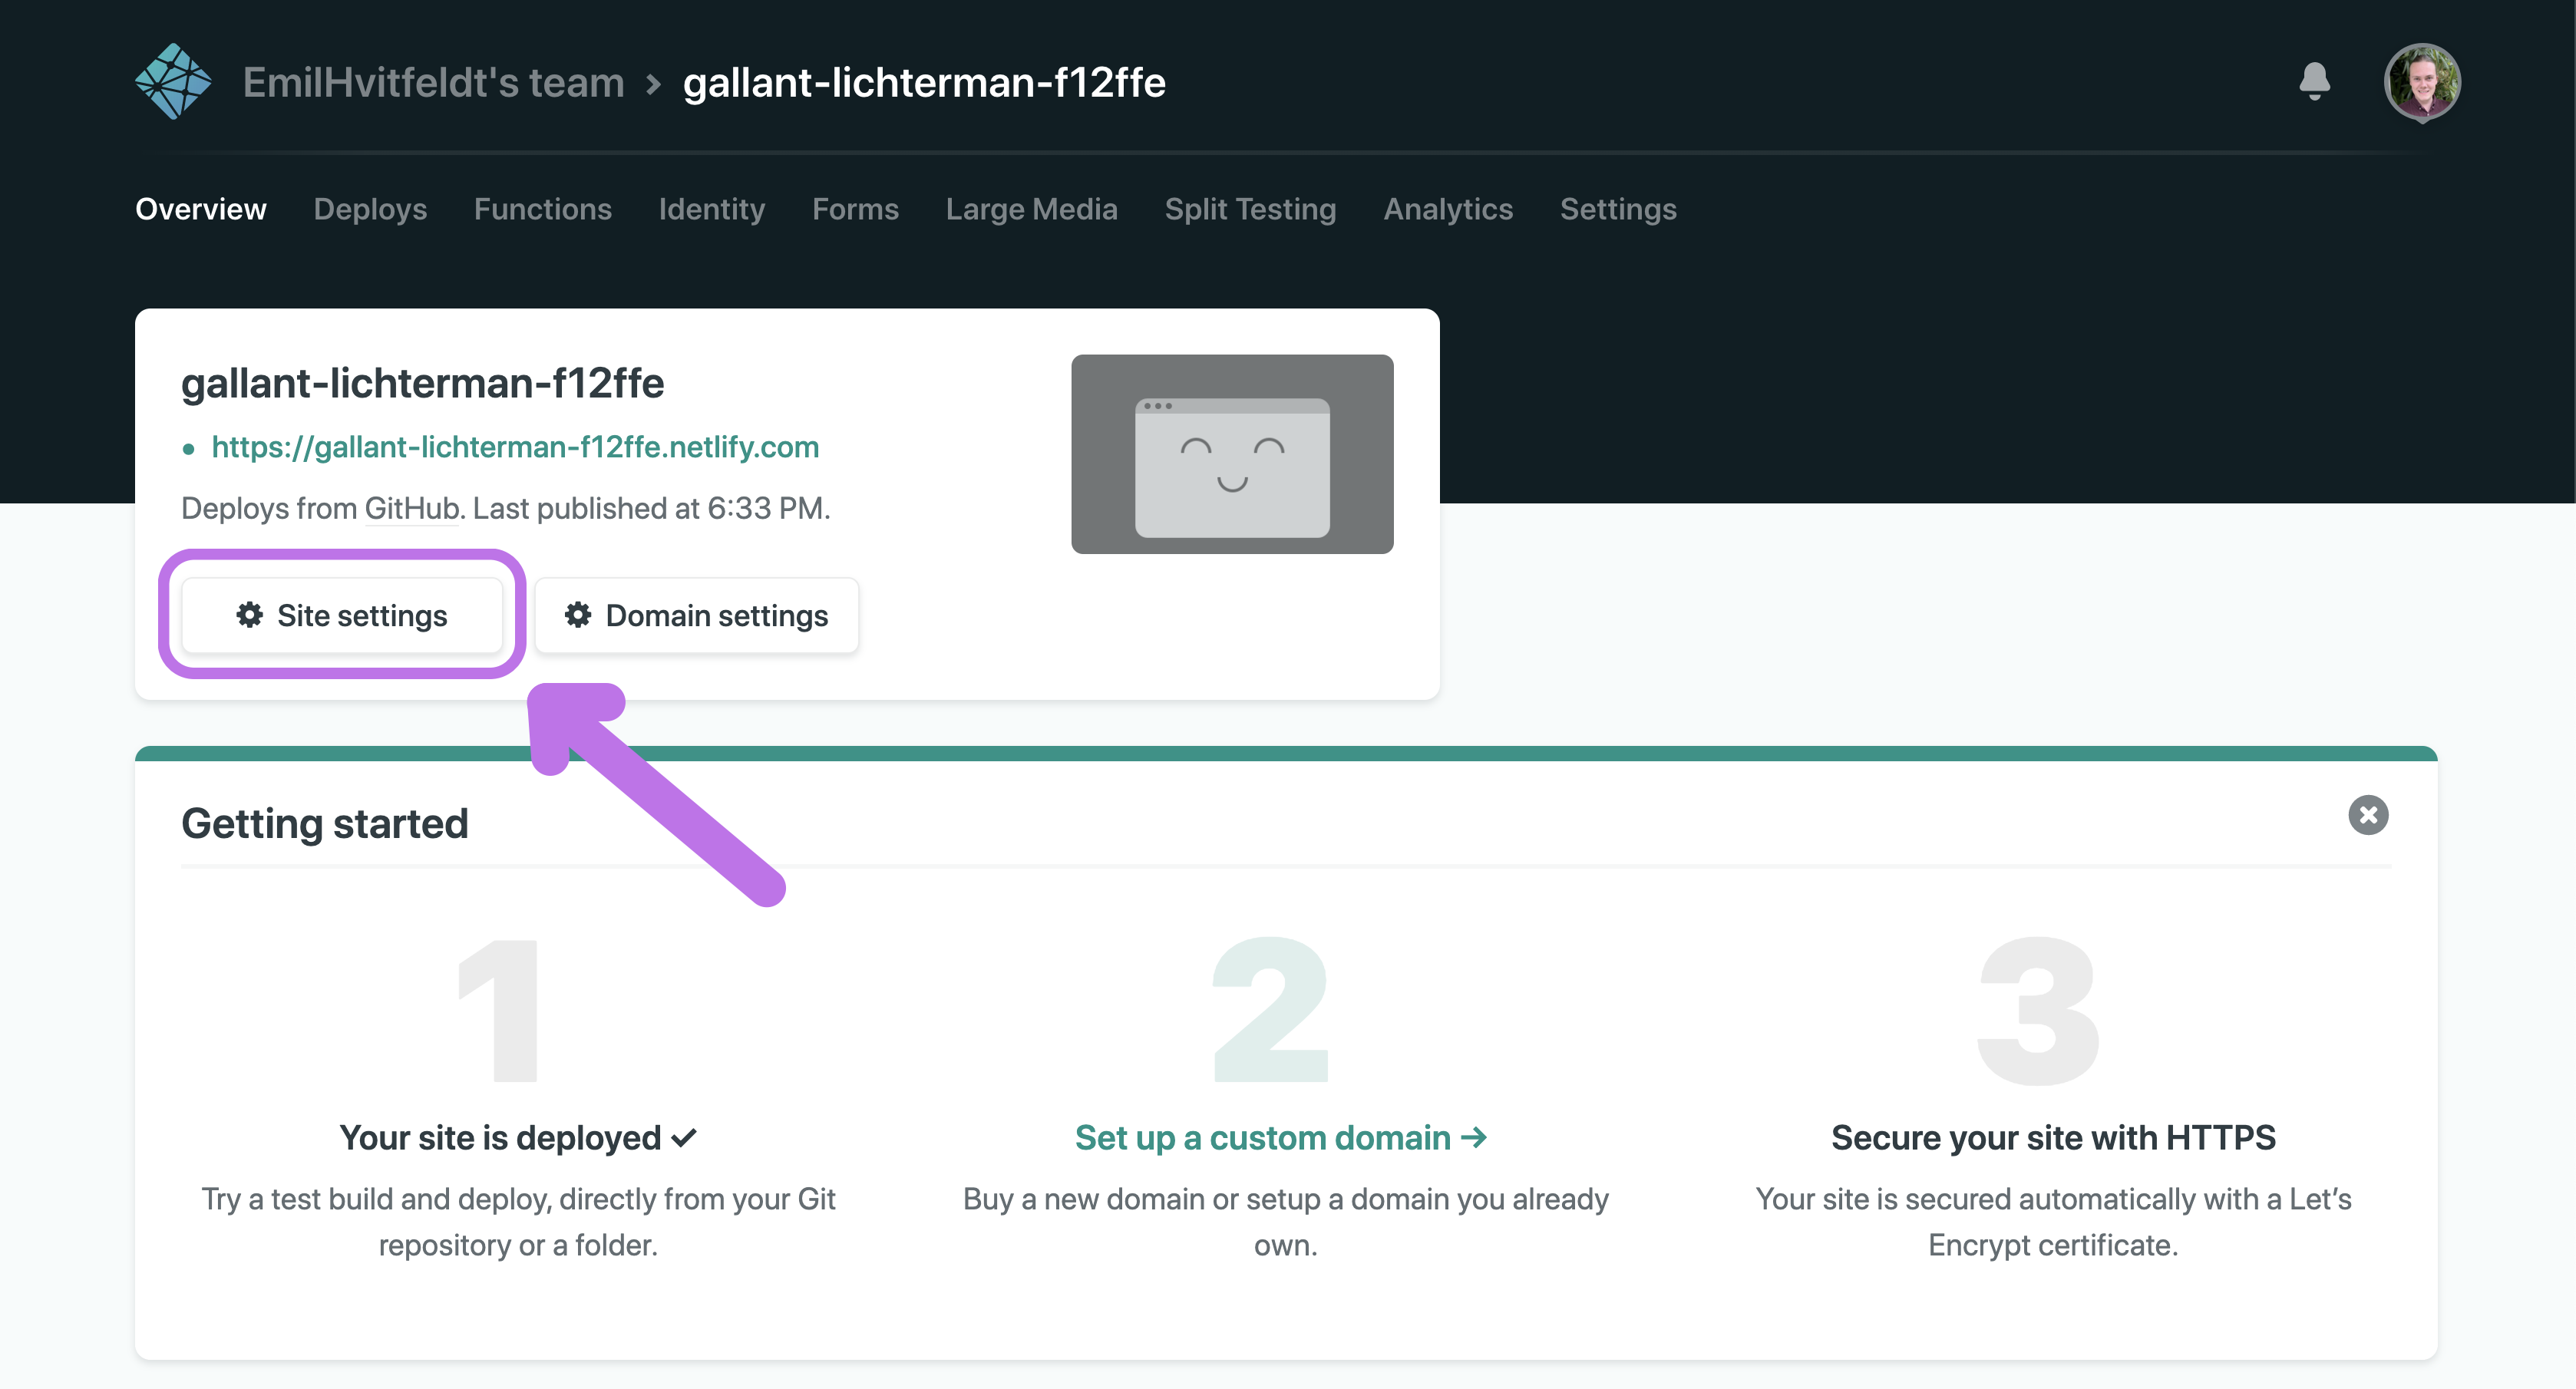 EmilHvitfeldt's team › gallant-lichterman-f12ffe
Overview Deploys Functions Identity Forms Large Media Split Testing Analytics Settings
gallant-lichterman-f12ffe
• https://gallant-lichterman-f12ffe.netlify.com
Deploys from GitHub. Last published at 6:33 PM.
Site settings Domain settings
Getting started
1
Your site is deployed ✓
Try a test build and deploy, directly from your Git
repository or a folder.
2
Set up a custom domain →
Buy a new domain or setup a domain you already
own.
3
Secure your site with HTTPS
Your site is secured automatically with a Let’s
Encrypt certificate.